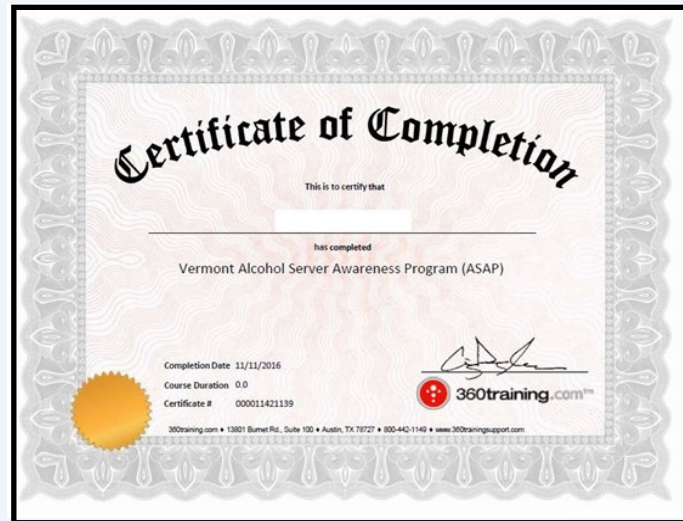 Certificate of Completion
This is to certify that
has completed
Vermont Alcohol Server Awareness Program (ASAP)
Completion Date 11/11/2016
Course Duration 0.0
Certificate # 000011421139
360training.com™
360training.com ♦ 13801 Burnet Rd., Suite 100 ♦ Austin, TX 78727 ♦ 800-442-1149 ♦ www.360trainingsupport.com